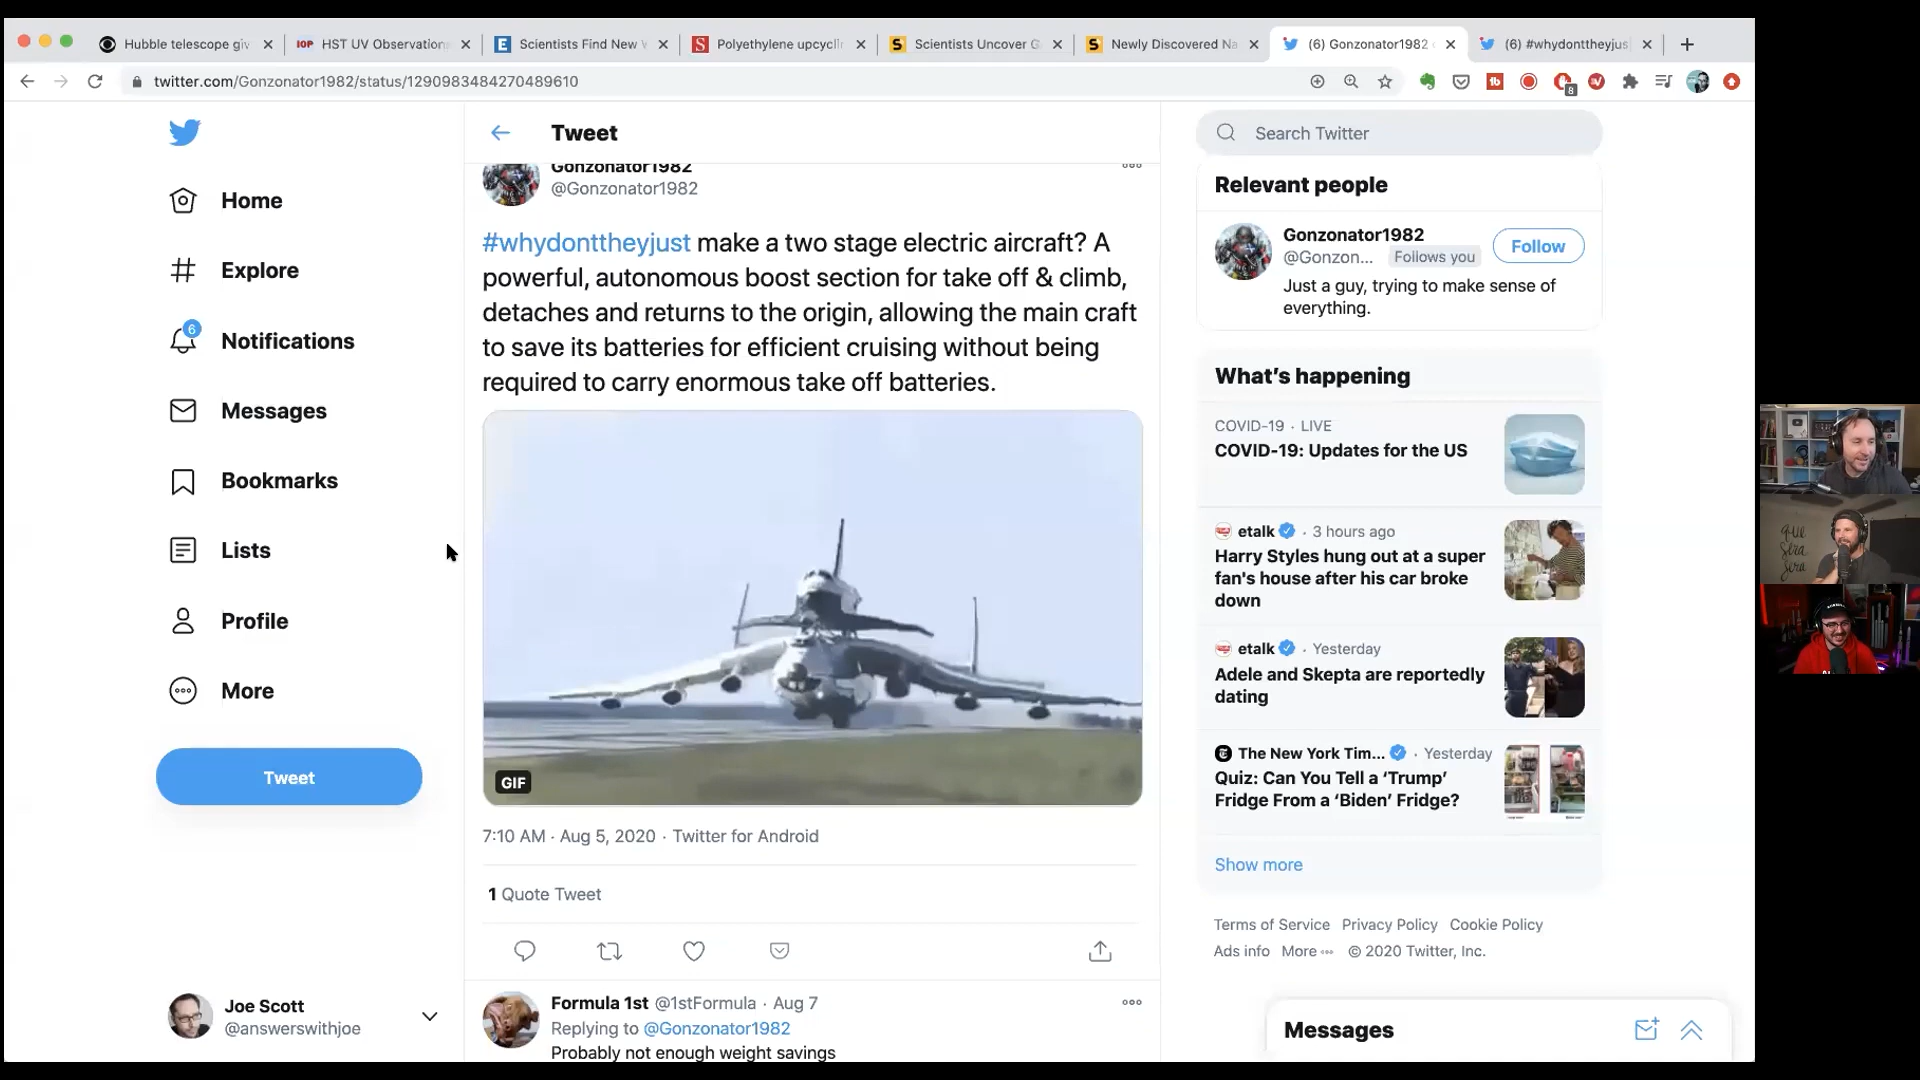 Hubble telescope giv
IOP HST UV Observation
E Scientists Find New
S Polyethylene upcyclin
S Scientists Uncover G
S Newly Discovered Na
(6) Gonzonator1982
(6) #whydonttheyjus
twitter.com/Gonzonator1982/status/1290983484270489610
8
Home
Explore
6
Notifications
Messages
Bookmarks
Lists
Profile
More
Tweet
Joe Scott
@answerswithjoe
Tweet
Gonzonator1982
@Gonzonator1982
#whydonttheyjust make a two stage electric aircraft? A
powerful, autonomous boost section for take off & climb,
detaches and returns to the origin, allowing the main craft
to save its batteries for efficient cruising without being
required to carry enormous take off batteries.
GIF
7:10 AM · Aug 5, 2020 · Twitter for Android
1 Quote Tweet
Formula 1st @1stFormula · Aug 7
Replying to @Gonzonator1982
Probably not enough weight savings
Search Twitter
Relevant people
Gonzonator1982
@Gonzon... Follows you
Follow
Just a guy, trying to make sense of
everything.
What's happening
COVID-19 · LIVE
COVID-19: Updates for the US
etalk · 3 hours ago
Harry Styles hung out at a super
fan's house after his car broke
down
etalk · Yesterday
Adele and Skepta are reportedly
dating
The New York Tim... · Yesterday
Quiz: Can You Tell a ‘Trump’
Fridge From a ‘Biden’ Fridge?
Show more
Terms of Service Privacy Policy Cookie Policy
Ads info More ••• © 2020 Twitter, Inc.
Messages
que
sera
sera